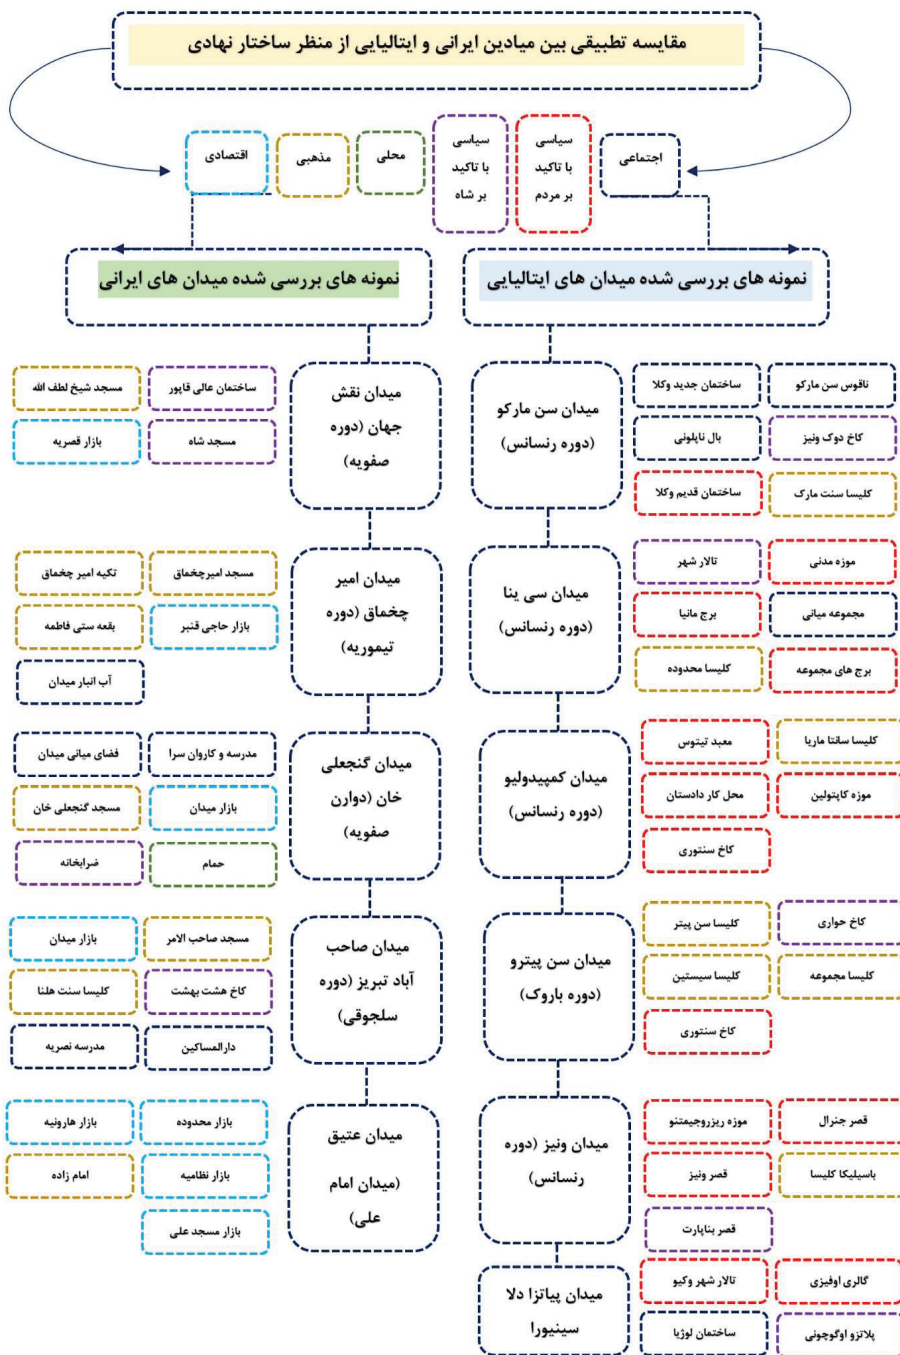 مقایسه تطبیقی بین میادین ایرانی و ایتالیایی از منظر ساختار نهادی
اجتماعی
سیاسی
با تاکید
بر مردم
سیاسی
با تاکید
بر شاه
محلی
مذهبی
اقتصادی
نمونه های بررسی شده میدان های ایتالیایی
نمونه های بررسی شده میدان های ایرانی
ناقوس سن مارکو
ساختمان جدید وکلا
کاخ دوک ونیز
بال ناپلونی
کلیسا سنت مارک
ساختمان قدیم وکلا
میدان سن مارکو
(دوره رنسانس)
میدان نقش
جهان (دوره
صفویه)
ساختمان عالی قاپور
مسجد شیخ لطف الله
مسجد شاه
بازار قصریه
موزه مدنی
تالار شهر
مجموعه میانی
برج مانیا
برج های مجموعه
کلیسا محدوده
میدان سی ینا
(دوره رنسانس)
میدان امیر
چخماق (دوره
تیموریه)
مسجد امیرچخماق
تکیه امیر چخماق
بازار حاجی قنبر
بقعه ستی فاطمه
آب انبار میدان
کلیسا سانتا ماریا
معبد تیتوس
موزه کاپتولین
محل کار دادستان
کاخ سنتوری
میدان کمپیدولیو
(دوره رنسانس)
میدان گنجعلی
خان (دوارن
صفویه)
مدرسه و کاروان سرا
فضای میانی میدان
بازار میدان
مسجد گنجعلی خان
حمام
ضرابخانه
کاخ حواری
کلیسا سن پیتر
کلیسا مجموعه
کلیسا سیستین
کاخ سنتوری
میدان سن پیترو
(دوره باروک)
میدان صاحب
آباد تبریز (دوره
سلجوقی)
مسجد صاحب الامر
بازار میدان
کاخ هشت بهشت
کلیسا سنت هلنا
دارالمساکین
مدرسه نصریه
قصر جنرال
موزه ریزروجیمتنو
باسیلیکا کلیسا
قصر ونیز
قصر بناپارت
میدان ونیز (دوره
رنسانس)
میدان عتیق
(میدان امام
علی)
بازار محدوده
بازار هارونیه
بازار نظامیه
امام زاده
بازار مسجد علی
گالری اوفیزی
تالار شهر وکیو
پلاتزو اوگوچونی
ساختمان لوژیا
میدان پیاتزا دلا
سینیورا